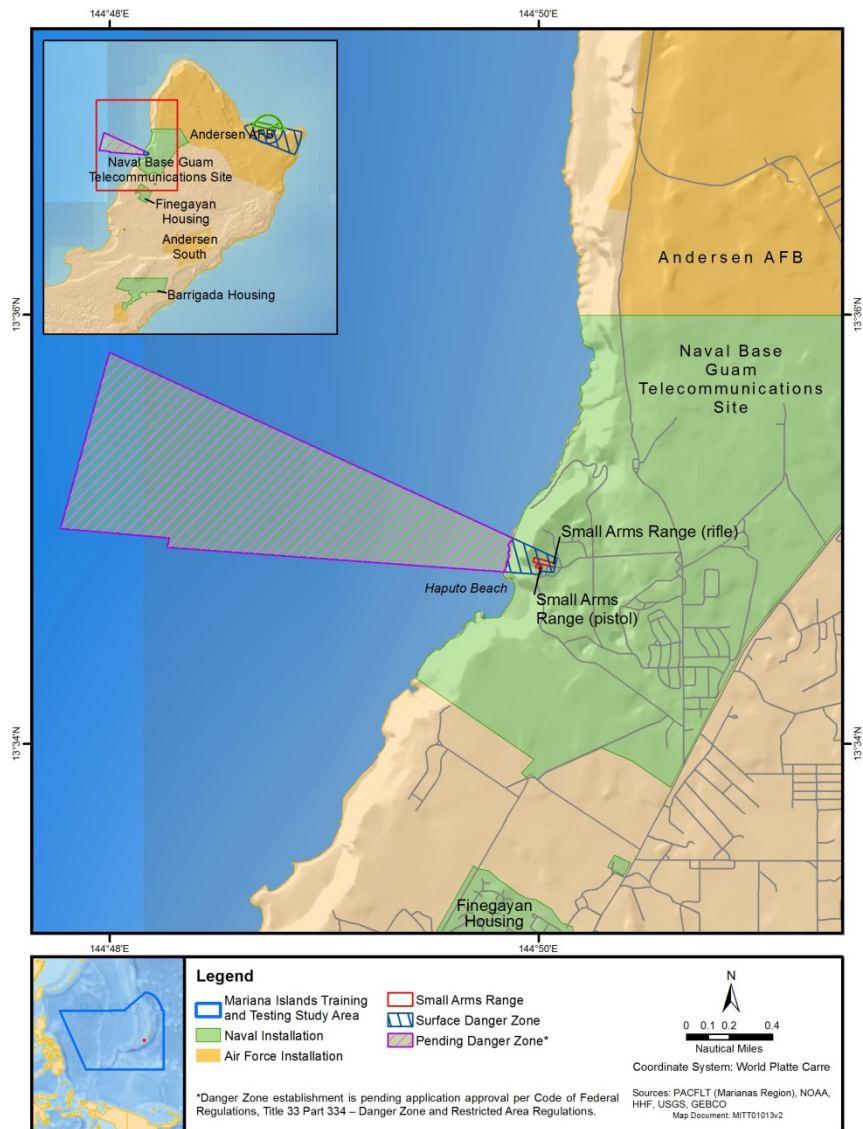 144°48'E
144°50'E
Andersen AFB
Naval Base Guam
Telecommunications Site
Finegayan
Housing
Andersen
South
Barrigada Housing
Andersen AFB
13°36'N
13°36'N
Naval Base
Guam
Telecommunications
Site
Small Arms Range (rifle)
Haputo Beach
Small Arms
Range (pistol)
13°34'N
13°34'N
Finegayan
Housing
144°48'E
144°50'E
Legend
Mariana Islands Training
and Testing Study Area
Naval Installation
Air Force Installation
Small Arms Range
Surface Danger Zone
Pending Danger Zone*
N
0 0.1 0.2 0.4
Nautical Miles
Coordinate System: World Platte Carre
*Danger Zone establishment is pending application approval per Code of Federal
Regulations, Title 33 Part 334 – Danger Zone and Restricted Area Regulations.
Sources: PACFLT (Marianas Region), NOAA,
HHF, USGS, GEBCO
Map Document: MITT01013v2